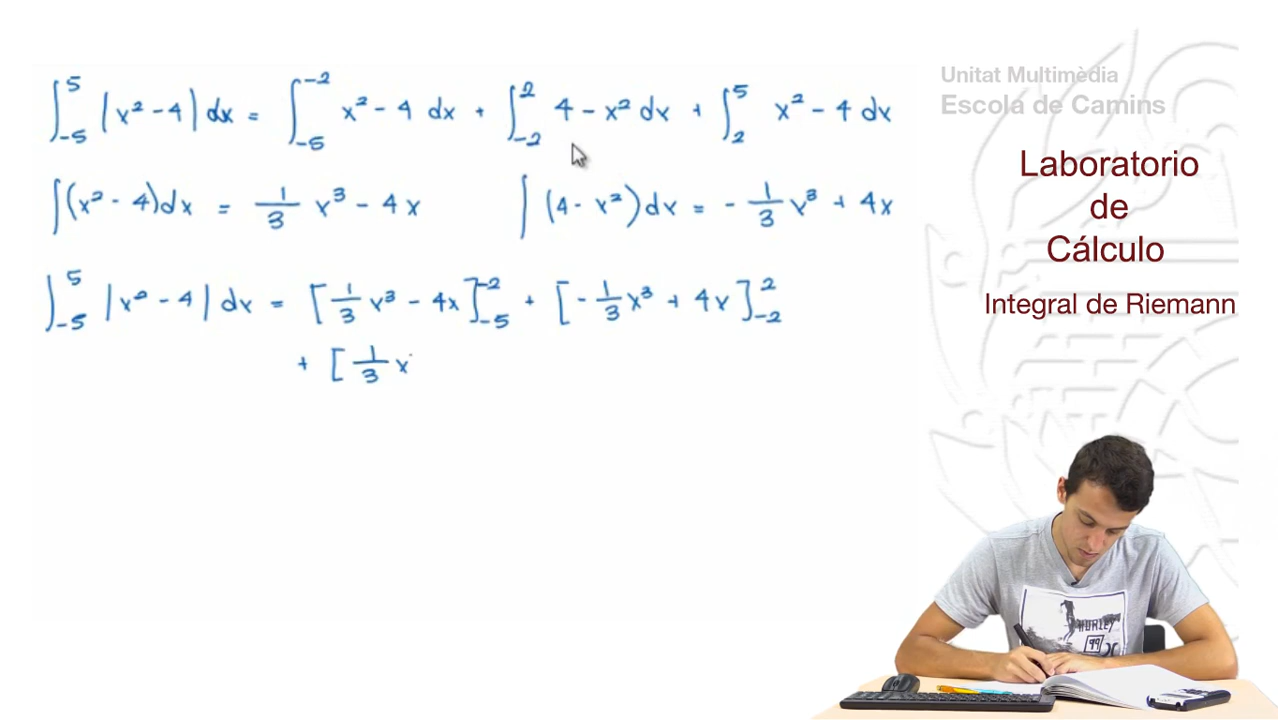 ∫₋₅⁵ |x² - 4| dx = ∫₋₅⁻² x² - 4 dx + ∫₋₂² 4 - x² dx + ∫₂⁵ x² - 4 dx
∫(x² - 4)dx = 1/3 x³ - 4x ∫(4 - x²)dx = - 1/3 x³ + 4x
∫₋₅⁵ |x² - 4| dx = [1/3 x³ - 4x]₋₅⁻² + [- 1/3 x³ + 4x]₋₂²
+ [1/3 x
Unitat Multimèdia
Escola de Camins
Laboratorio
de
Cálculo
Integral de Riemann
HURLEY
99